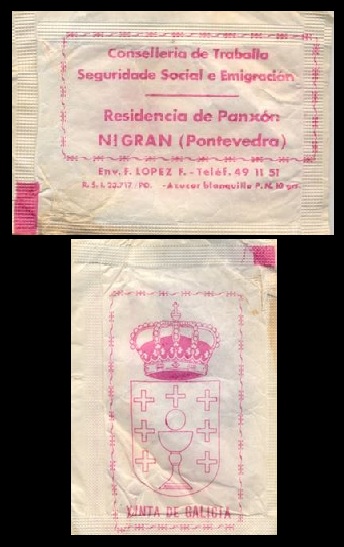 Conselleria de Traballo
Seguridade Social e Emigración
Residencia de Panxón
NIGRAN (Pontevedra)
Env. F. LOPEZ F. - Teléf. 49 11 51
R. S. I. 23.717/PO. - Azucar blanquilla P. N. 10 grs.
XUNTA DE GALICIA